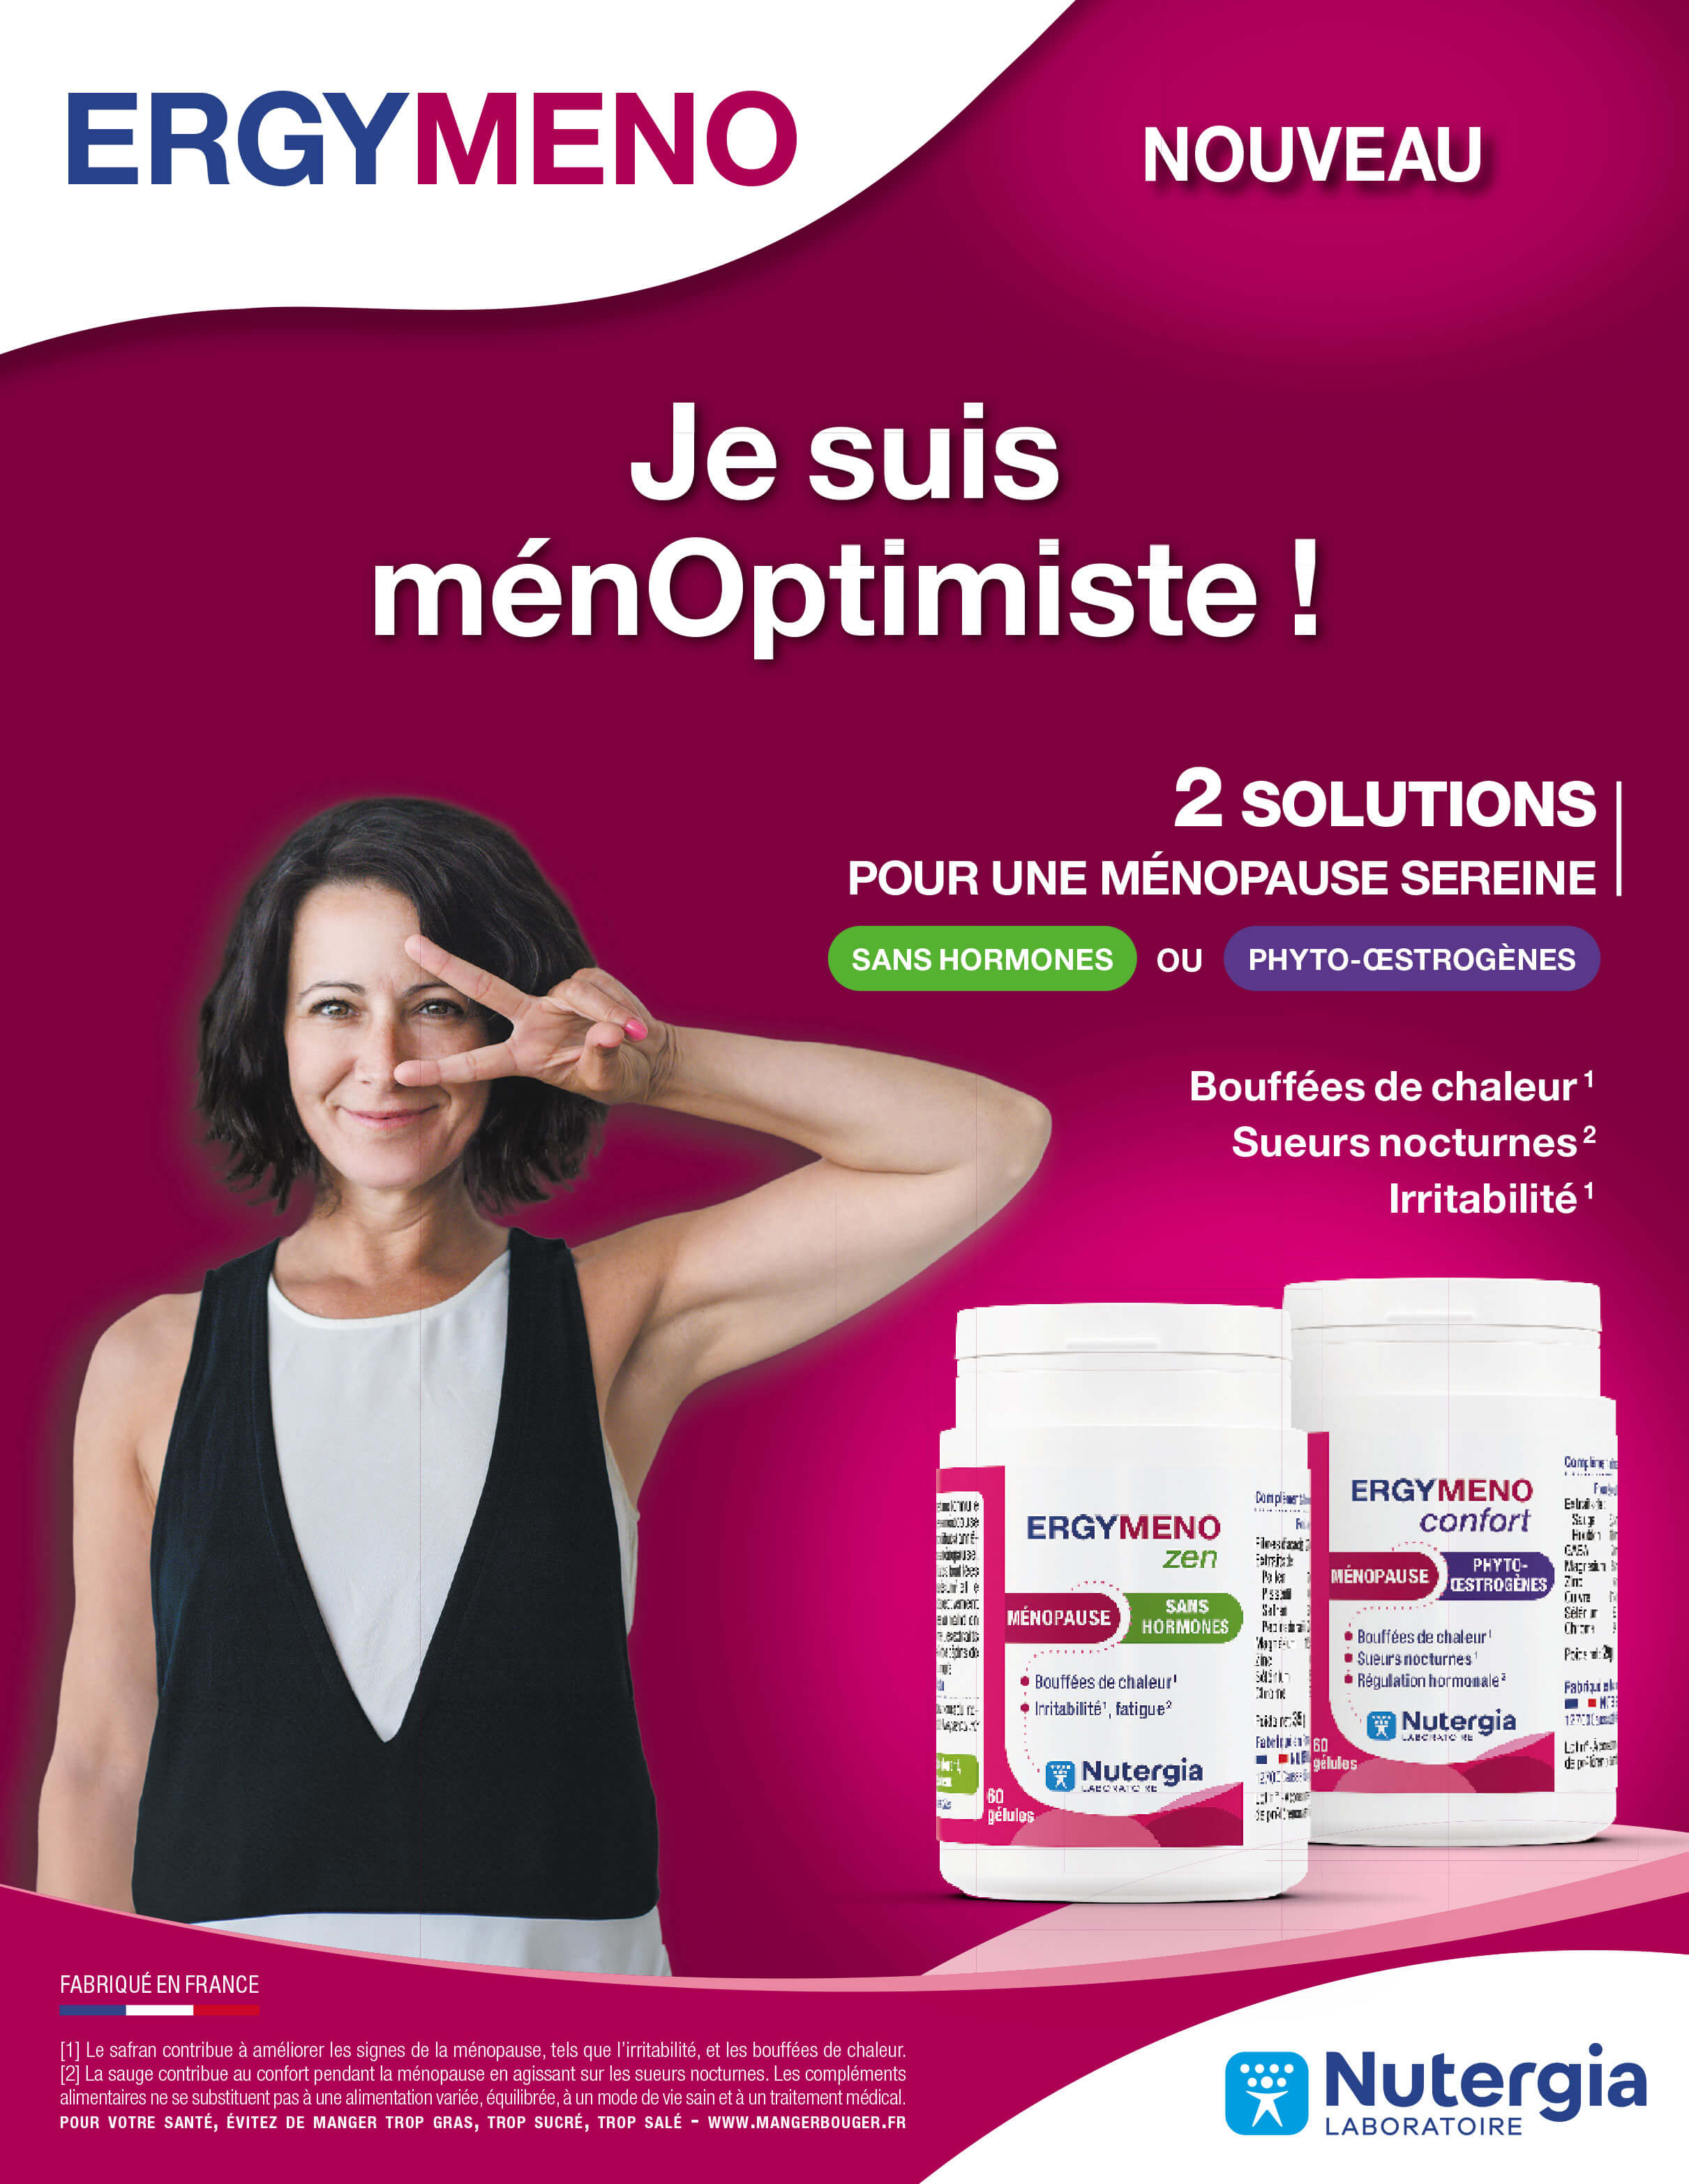 ERGYMENO
NOUVEAU
Je suis
ménOptimiste !
2 SOLUTIONS
POUR UNE MÉNOPAUSE SEREINE
SANS HORMONES OU PHYTO-ŒSTROGÈNES
Bouffées de chaleur 1
Sueurs nocturnes 2
Irritabilité 1
ERGYMENO
zen
MÉNOPAUSE
SANS
HORMONES
Bouffées de chaleur1
Irritabilité1, fatigue2
Nutergia
LABORATOIRE
60
gélules
ERGYMENO
confort
MÉNOPAUSE
PHYTO-
ŒSTROGÈNES
Bouffées de chaleur1
Sueurs nocturnes1
Régulation hormonale2
Nutergia
LABORATOIRE
60
gélules
FABRIQUÉ EN FRANCE
[1] Le safran contribue à améliorer les signes de la ménopause, tels que l'irritabilité, et les bouffées de chaleur.
[2] La sauge contribue au confort pendant la ménopause en agissant sur les sueurs nocturnes. Les compléments
alimentaires ne se substituent pas à une alimentation variée, équilibrée, à un mode de vie sain et à un traitement médical.
POUR VOTRE SANTÉ, ÉVITEZ DE MANGER TROP GRAS, TROP SUCRÉ, TROP SALÉ - WWW.MANGERBOUGER.FR
Nutergia
LABORATOIRE